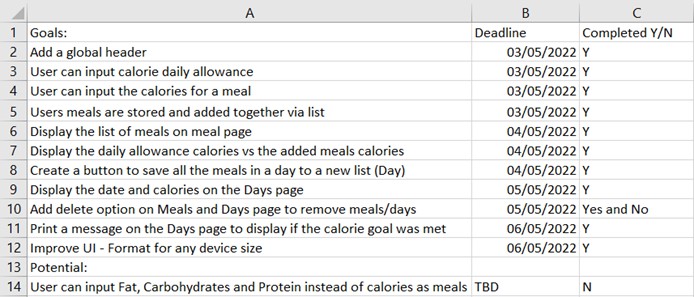 A B C
1 Goals: Deadline Completed Y/N
2 Add a global header 03/05/2022 Y
3 User can input calorie daily allowance 03/05/2022 Y
4 User can input the calories for a meal 03/05/2022 Y
5 Users meals are stored and added together via list 03/05/2022 Y
6 Display the list of meals on meal page 04/05/2022 Y
7 Display the daily allowance calories vs the added meals calories 04/05/2022 Y
8 Create a button to save all the meals in a day to a new list (Day) 04/05/2022 Y
9 Display the date and calories on the Days page 05/05/2022 Y
10 Add delete option on Meals and Days page to remove meals/days 05/05/2022 Yes and No
11 Print a message on the Days page to display if the calorie goal was met 06/05/2022 Y
12 Improve UI - Format for any device size 06/05/2022 Y
13 Potential:
14 User can input Fat, Carbohydrates and Protein instead of calories as meals TBD N